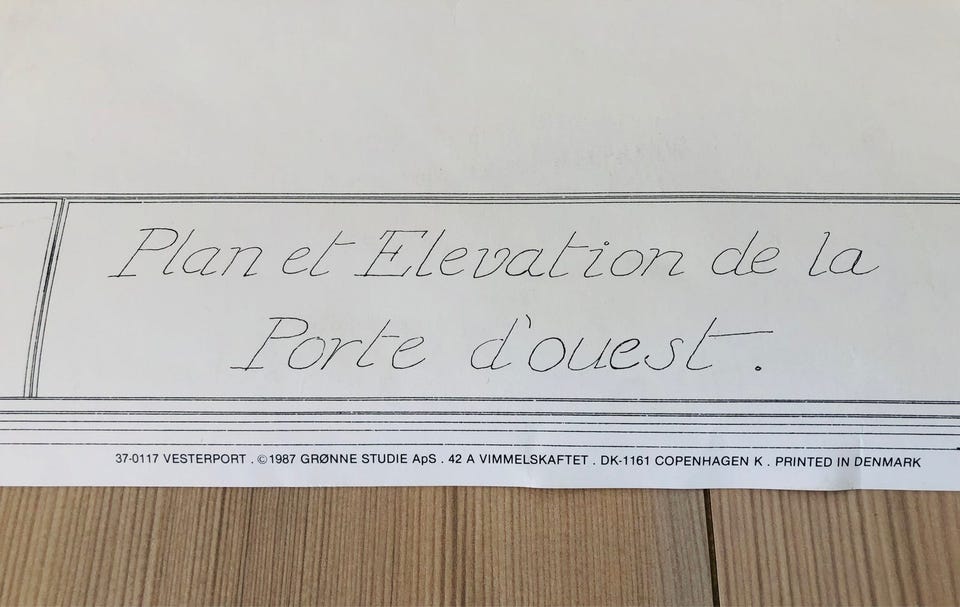 Plan et Elevation de la
Porte d'ouest.
37-0117 VESTERPORT . ©1987 GRØNNE STUDIE ApS . 42 A VIMMELSKAFTET . DK-1161 COPENHAGEN K . PRINTED IN DENMARK